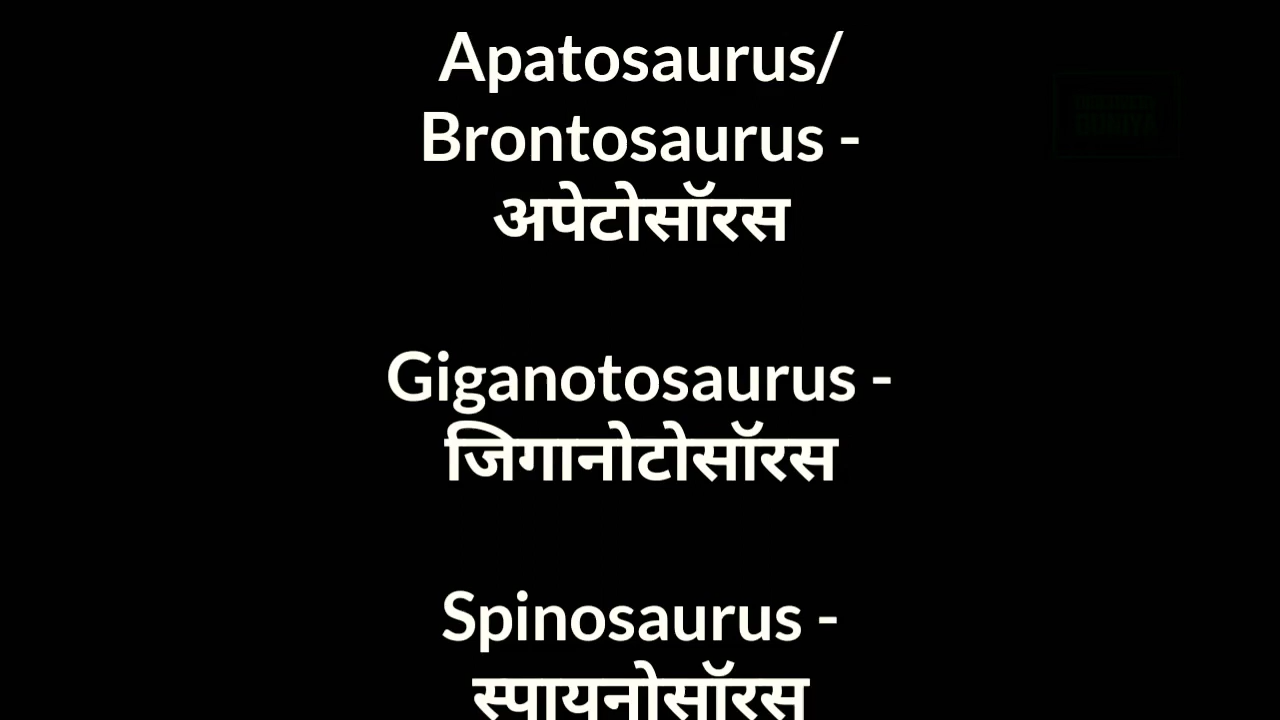 Apatosaurus/
Brontosaurus -
अपेटोसॉरस
Giganotosaurus -
जिगानोटोसॉरस
Spinosaurus -
स्पायनोसॉरस